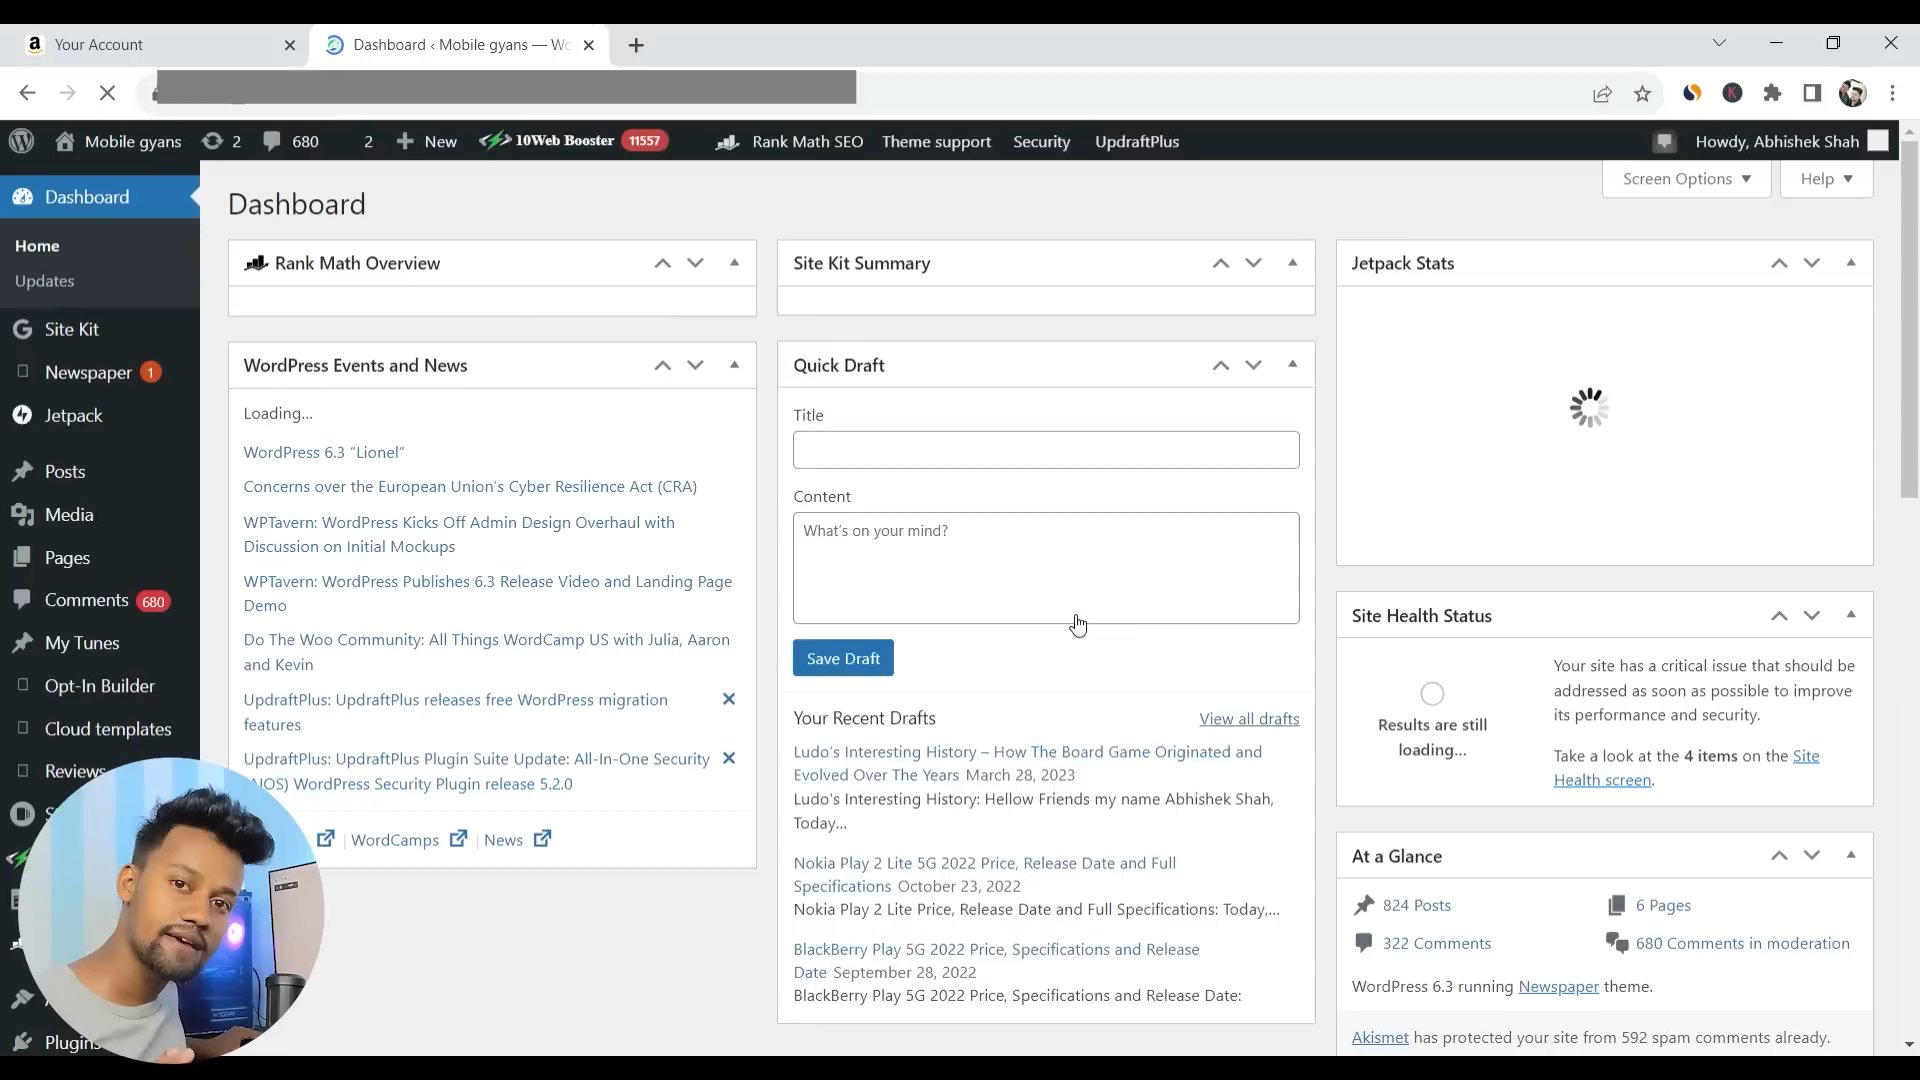 Your Account
Dashboard ‹ Mobile gyans — Wo
Mobile gyans
2
680
2
New
10Web Booster
11557
Rank Math SEO
Theme support
Security
UpdraftPlus
Howdy, Abhishek Shah
Dashboard
Home
Updates
Site Kit
Newspaper 1
Jetpack
Posts
Media
Pages
Comments 680
My Tunes
Opt-In Builder
Cloud templates
Reviews
Plugins
Screen Options
Help
Dashboard
Rank Math Overview
WordPress Events and News
Loading...
WordPress 6.3 “Lionel”
Concerns over the European Union’s Cyber Resilience Act (CRA)
WPTavern: WordPress Kicks Off Admin Design Overhaul with
Discussion on Initial Mockups
WPTavern: WordPress Publishes 6.3 Release Video and Landing Page
Demo
Do The Woo Community: All Things WordCamp US with Julia, Aaron
and Kevin
UpdraftPlus: UpdraftPlus releases free WordPress migration
features
UpdraftPlus: UpdraftPlus Plugin Suite Update: All-In-One Security
WordPress Security Plugin release 5.2.0
| WordCamps | News
Site Kit Summary
Quick Draft
Title
Content
What’s on your mind?
Save Draft
Your Recent Drafts
View all drafts
Ludo’s Interesting History – How The Board Game Originated and
Evolved Over The Years March 28, 2023
Ludo's Interesting History: Hellow Friends my name Abhishek Shah,
Today…
Nokia Play 2 Lite 5G 2022 Price, Release Date and Full
Specifications October 23, 2022
Nokia Play 2 Lite Price, Release Date and Full Specifications: Today,…
BlackBerry Play 5G 2022 Price, Specifications and Release
Date September 28, 2022
BlackBerry Play 5G 2022 Price, Specifications and Release Date:
Jetpack Stats
Site Health Status
Results are still
loading...
Your site has a critical issue that should be
addressed as soon as possible to improve
its performance and security.
Take a look at the 4 items on the Site
Health screen.
At a Glance
824 Posts
6 Pages
322 Comments
680 Comments in moderation
WordPress 6.3 running Newspaper theme.
Akismet has protected your site from 592 spam comments already.